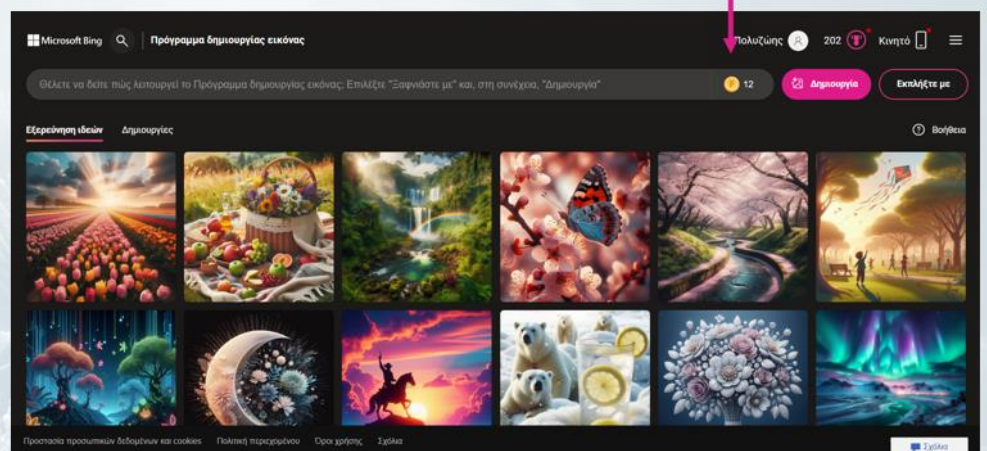 Microsoft Bing
Πρόγραμμα δημιουργίας εικόνας
Πολυζώης
202
Κινητό
Θέλετε να δείτε πώς λειτουργεί το Πρόγραμμα δημιουργίας εικόνας; Επιλέξτε "Ξαφνιάστε με" και, στη συνέχεια, "Δημιουργία"
12
Δημιουργία
Εκπλήξτε με
Εξερεύνηση ιδεών
Δημιουργίες
Βοήθεια
Προστασία προσωπικών δεδομένων και cookies
Πολιτική περιεχομένου
Όροι χρήσης
Σχόλια
Σχόλια